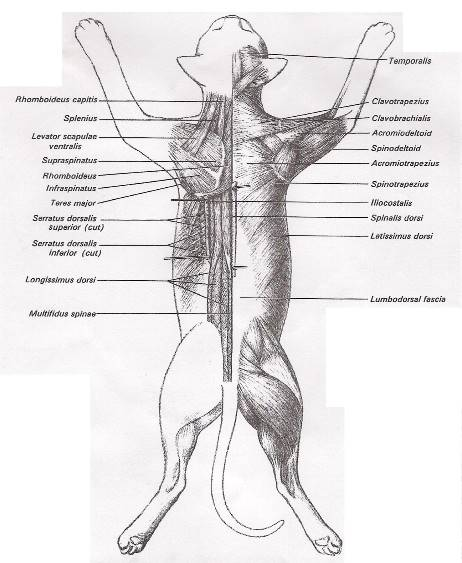 Temporalis
Rhomboideus capitis
Clavotrapezius
Splenius
Clavobrachialis
Levator scapulae
ventralis
Acromiodeltoid
Spinodeltoid
Supraspinatus
Acromiotrapezius
Rhomboideus
Infraspinatus
Spinotrapezius
Teres major
Illocostalis
Serratus dorsalis
superior (cut)
Spinalis dorsi
Latissimus dorsi
Serratus dorsalis
inferior (cut)
Longissimus dorsi
Lumbodorsal fascia
Multifidus spinae